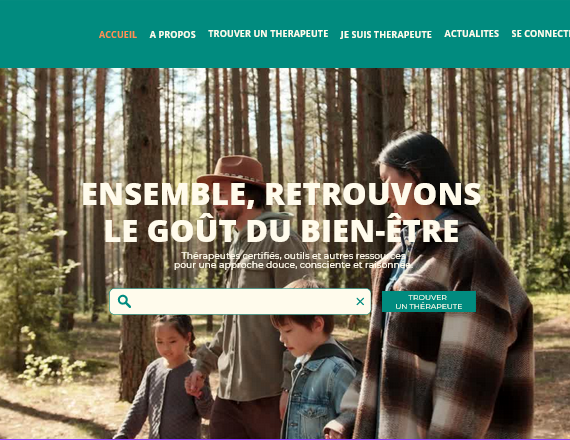 ACCUEIL A PROPOS TROUVER UN THERAPEUTE JE SUIS THERAPEUTE ACTUALITES SE CONNECT
ENSEMBLE, RETROUVONS
LE GOÛT DU BIEN-ÊTRE
Thérapeutes certifiés, outils et autres ressources
pour une approche douce, consciente et raisonnée.
TROUVER
UN THÉRAPEUTE